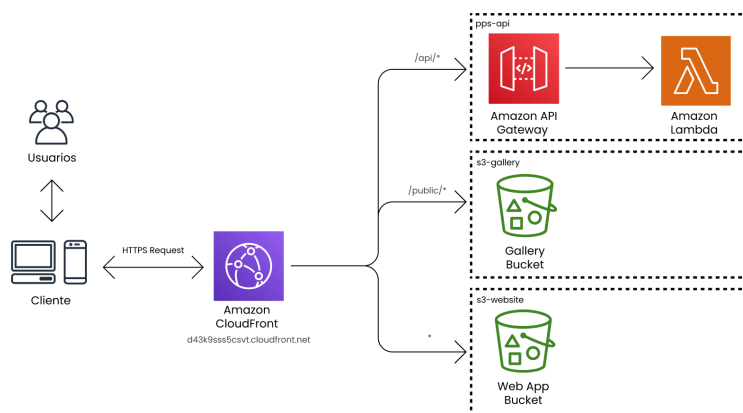 pps-api
/api/*
</>
Amazon API
Gateway
Amazon
Lambda
Usuarios
s3-gallery
/public/*
Gallery
Bucket
HTTPS Request
Cliente
Amazon
CloudFront
d43k9sss5csvt.cloudfront.net
s3-website
*
Web App
Bucket